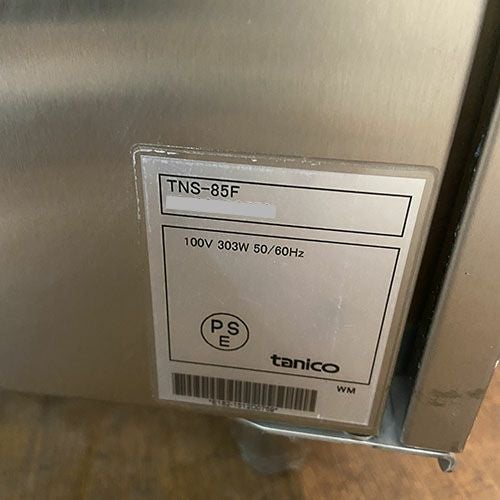 TNS-85F
100V 303W 50/60Hz
PS
E
tanico
WM